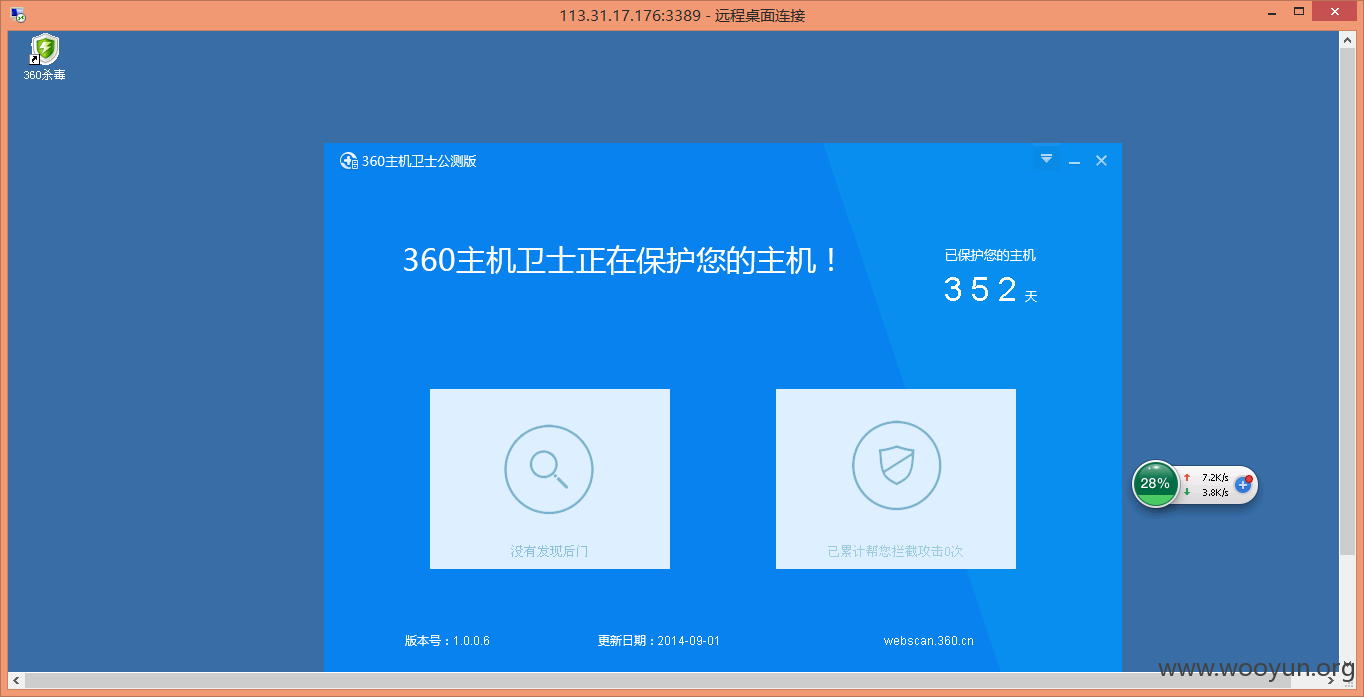 113.31.17.176:3389 - 远程桌面连接
360杀毒
360主机卫士公测版
360主机卫士正在保护您的主机！
已保护您的主机
352 天
28%
7.2K/s
3.8K/s
没有发现后门
已累计帮您拦截攻击0次
版本号：1.0.0.6
更新日期：2014-09-01
webscan.360.cn
www.wooyun.org